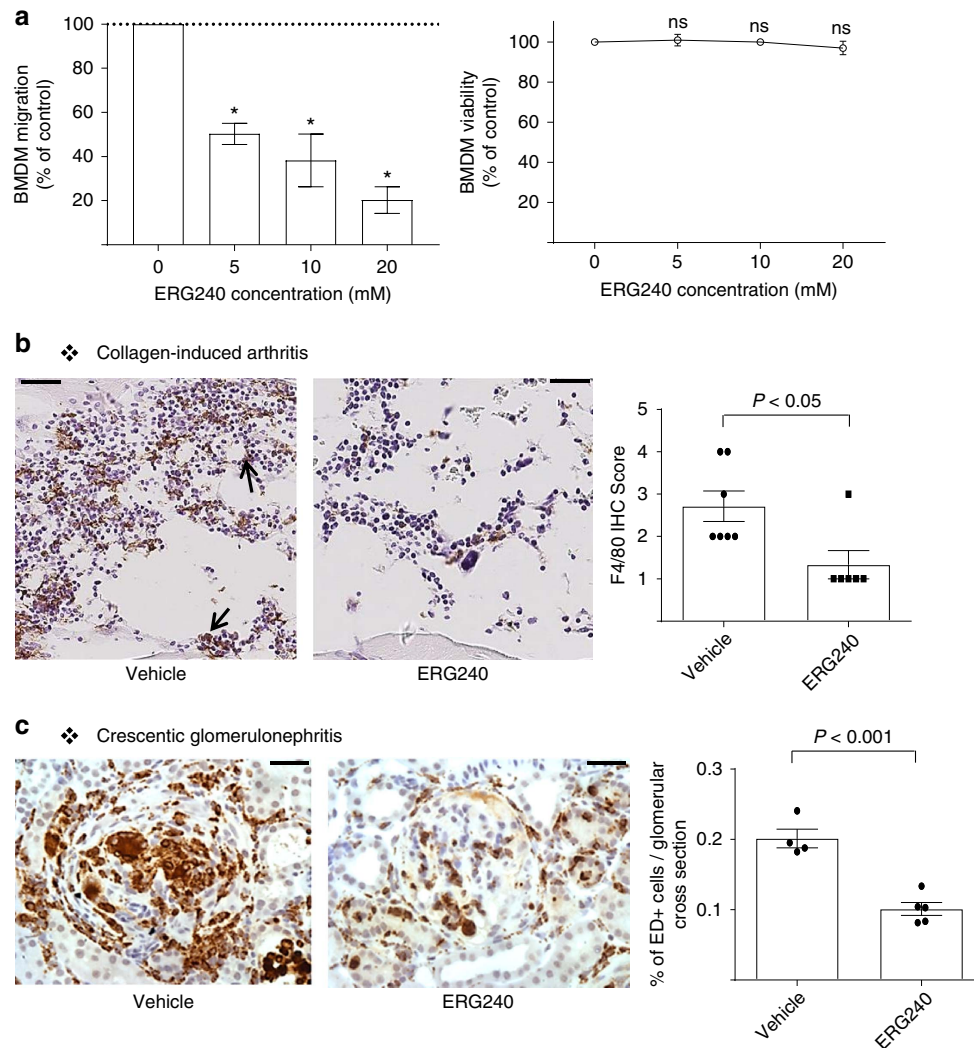 a
100
80
60
40
20
BMDM migration
(% of control)
*
*
*
0
5
10
20
ERG240 concentration (mM)
100
80
60
40
20
BMDM viability
(% of control)
ns
ns
ns
0
5
10
20
ERG240 concentration (mM)
b
❖ Collagen-induced arthritis
Vehicle
ERG240
5
4
3
2
1
F4/80 IHC Score
P < 0.05
Vehicle
ERG240
c
❖ Crescentic glomerulonephritis
Vehicle
ERG240
0.3
0.2
0.1
% of ED+ cells / glomerular
cross section
P < 0.001
Vehicle
ERG240